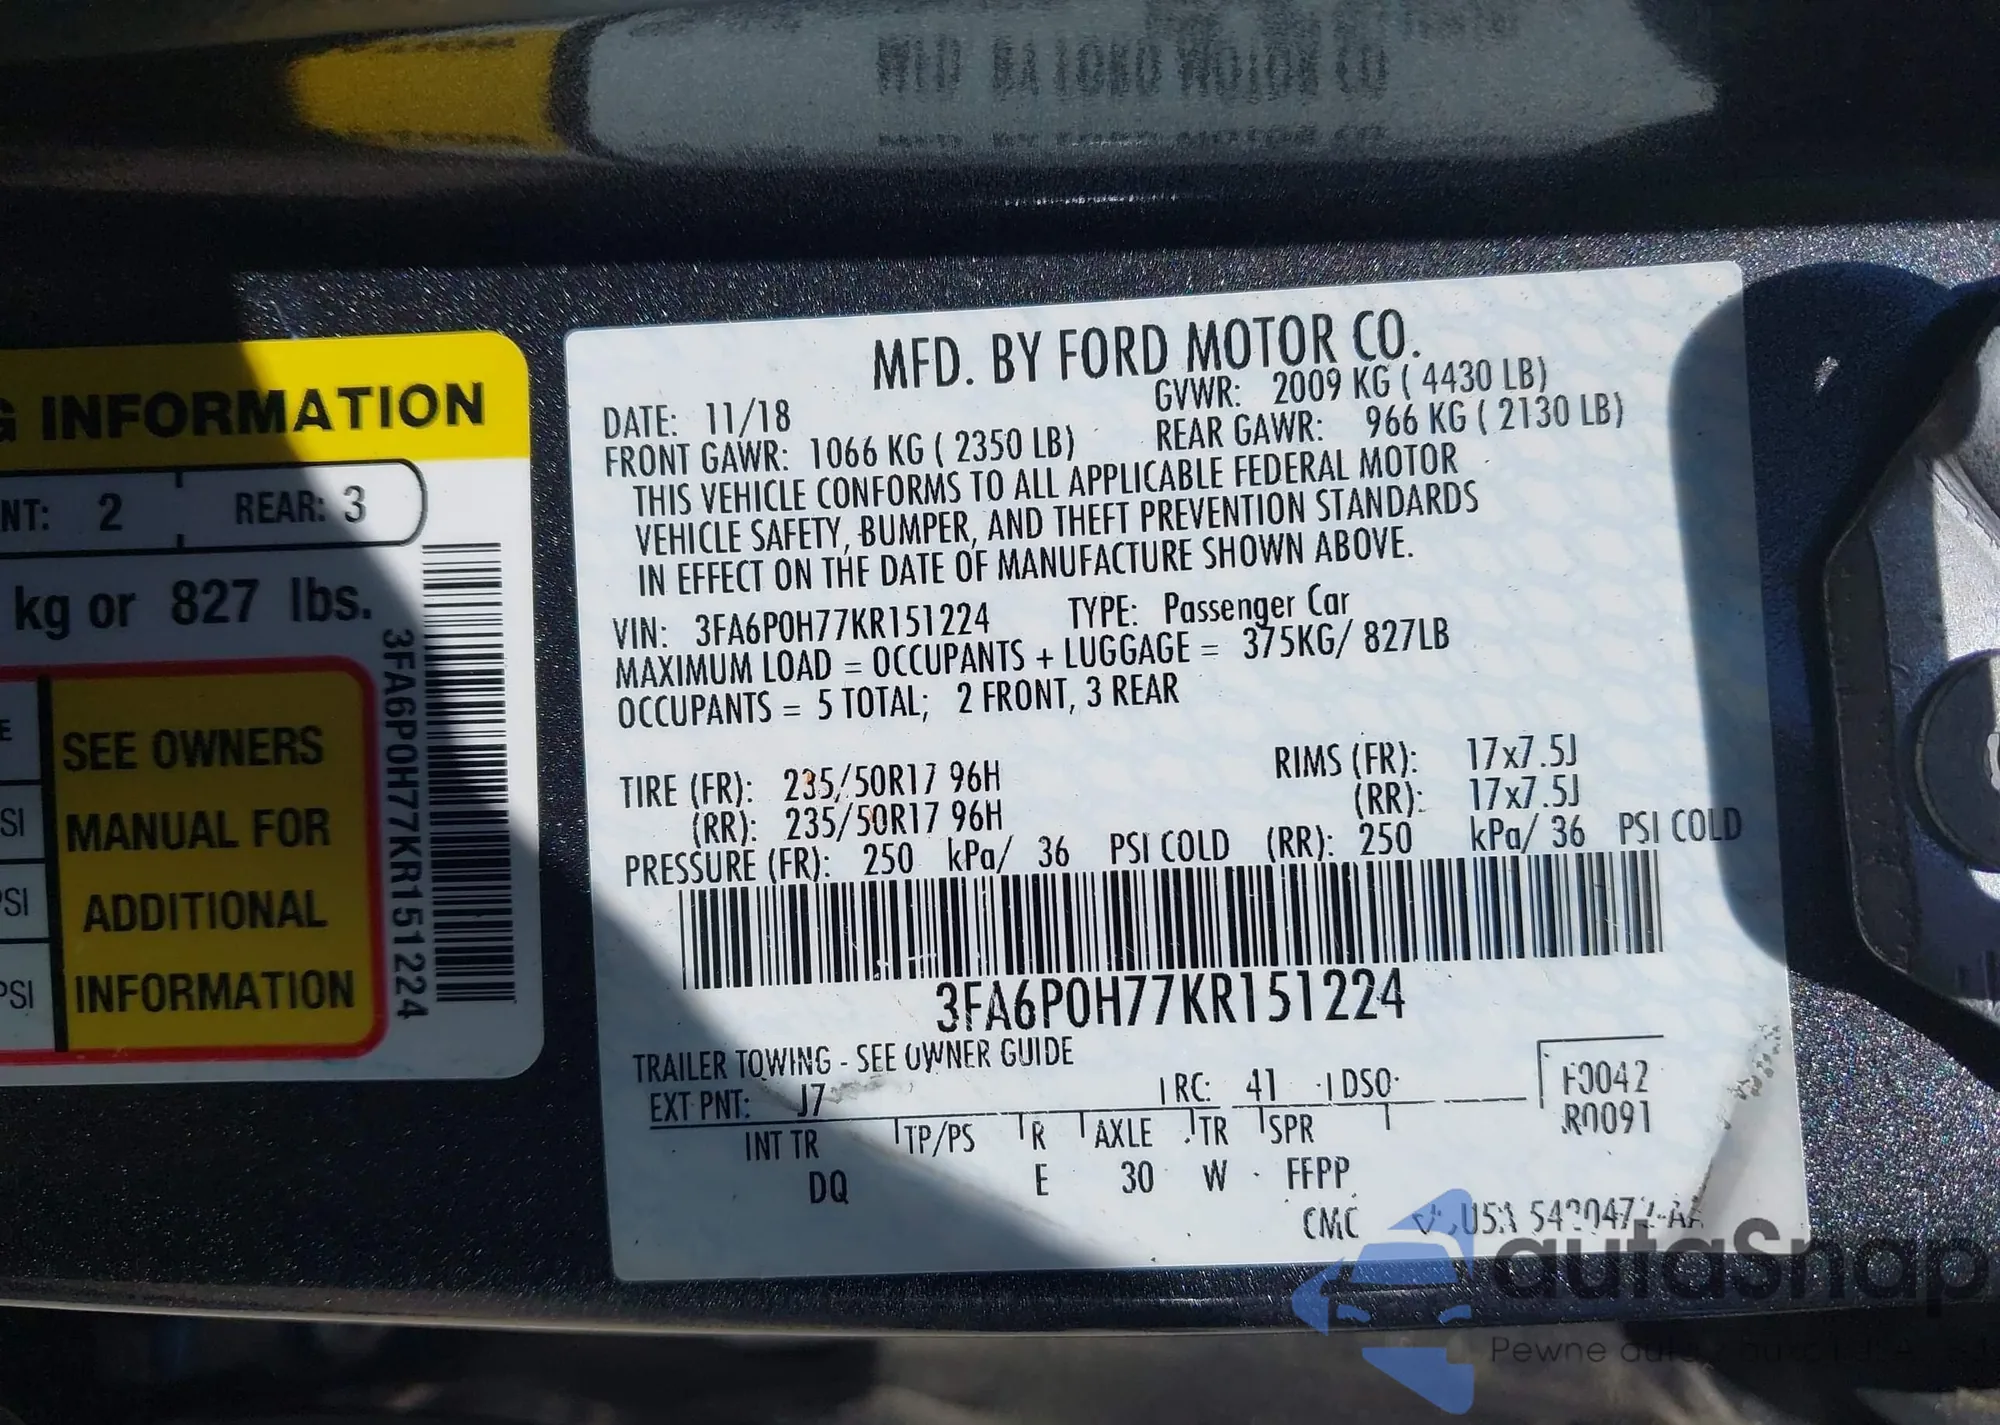 MFD. BY FORD MOTOR CO.
DATE: 11/18 GVWR: 2009 KG ( 4430 LB)
FRONT GAWR: 1066 KG ( 2350 LB) REAR GAWR: 966 KG ( 2130 LB)
THIS VEHICLE CONFORMS TO ALL APPLICABLE FEDERAL MOTOR
VEHICLE SAFETY, BUMPER, AND THEFT PREVENTION STANDARDS
IN EFFECT ON THE DATE OF MANUFACTURE SHOWN ABOVE.
VIN: 3FA6P0H77KR151224 TYPE: Passenger Car
MAXIMUM LOAD = OCCUPANTS + LUGGAGE = 375KG/ 827LB
OCCUPANTS = 5 TOTAL; 2 FRONT, 3 REAR
TIRE (FR): 235/50R17 96H RIMS (FR): 17x7.5J
(RR): 235/50R17 96H (RR): 17x7.5J
PRESSURE (FR): 250 kPa/ 36 PSI COLD (RR): 250 kPa/ 36 PSI COLD
3FA6P0H77KR151224
TRAILER TOWING - SEE OWNER GUIDE
EXT PNT: J7 RC: 41 DSO: F0042
R0091
INT TR TP/PS R AXLE TR SPR
DQ E 30 W FFPP
CMC
G INFORMATION
NT: 2 REAR: 3
kg or 827 lbs.
E
SI
PSI
PSI
SEE OWNERS
MANUAL FOR
ADDITIONAL
INFORMATION
3FA6P0H77KR151224
autaSnap
Pewne auta z